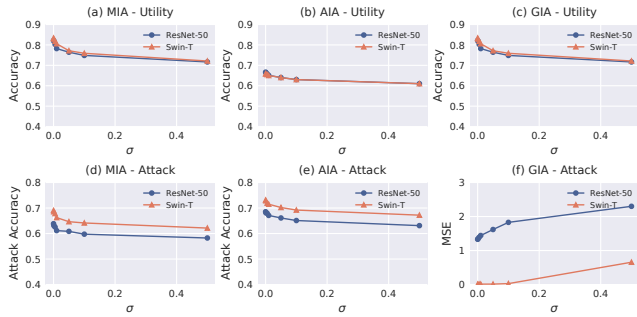 (a) MIA - Utility
Accuracy
0.9
0.8
0.7
0.6
0.5
0.4
0.0
0.2
0.4
σ
ResNet-50
Swin-T
(b) AIA - Utility
Accuracy
0.9
0.8
0.7
0.6
0.5
0.4
0.0
0.2
0.4
σ
ResNet-50
Swin-T
(c) GIA - Utility
Accuracy
0.9
0.8
0.7
0.6
0.5
0.4
0.0
0.2
0.4
σ
ResNet-50
Swin-T
(d) MIA - Attack
Attack Accuracy
0.8
0.7
0.6
0.5
0.4
0.0
0.2
0.4
σ
ResNet-50
Swin-T
(e) AIA - Attack
Attack Accuracy
0.8
0.7
0.6
0.5
0.4
0.0
0.2
0.4
σ
ResNet-50
Swin-T
(f) GIA - Attack
MSE
3
2
1
0
0.0
0.2
0.4
σ
ResNet-50
Swin-T